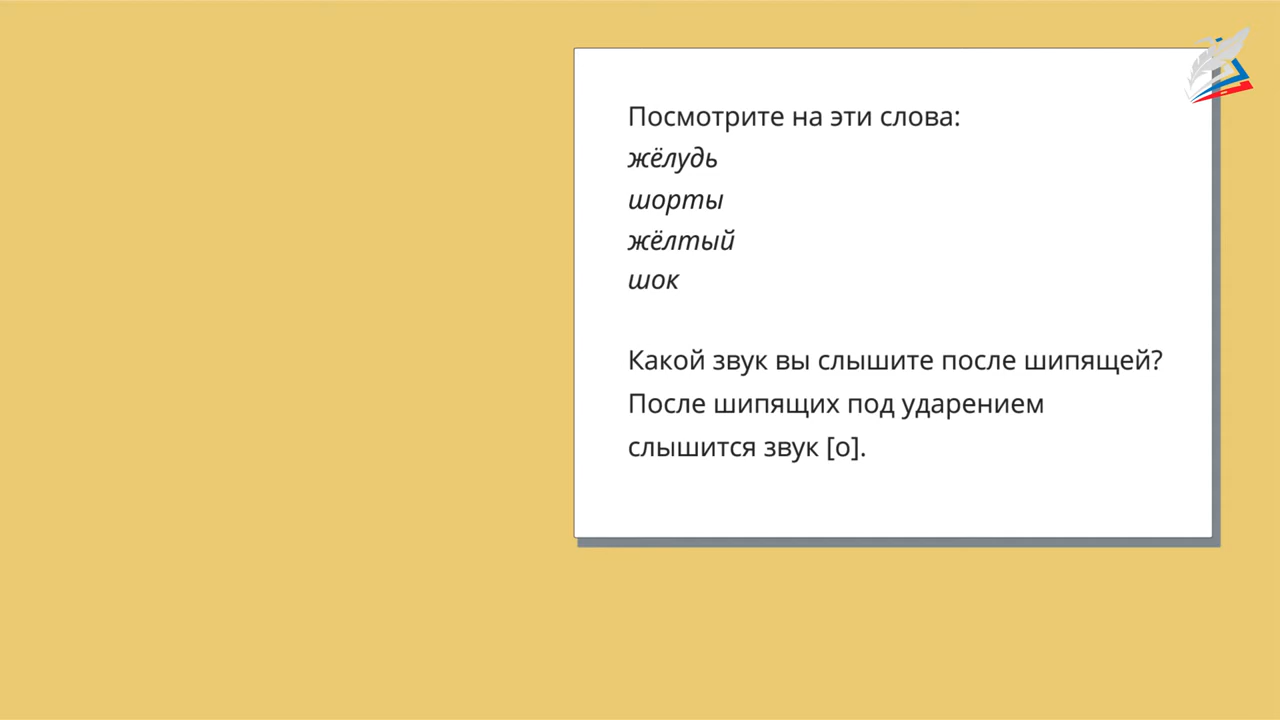 Посмотрите на эти слова:
жёлудь
шорты
жёлтый
шок
Какой звук вы слышите после шипящей?
После шипящих под ударением
слышится звук [о].